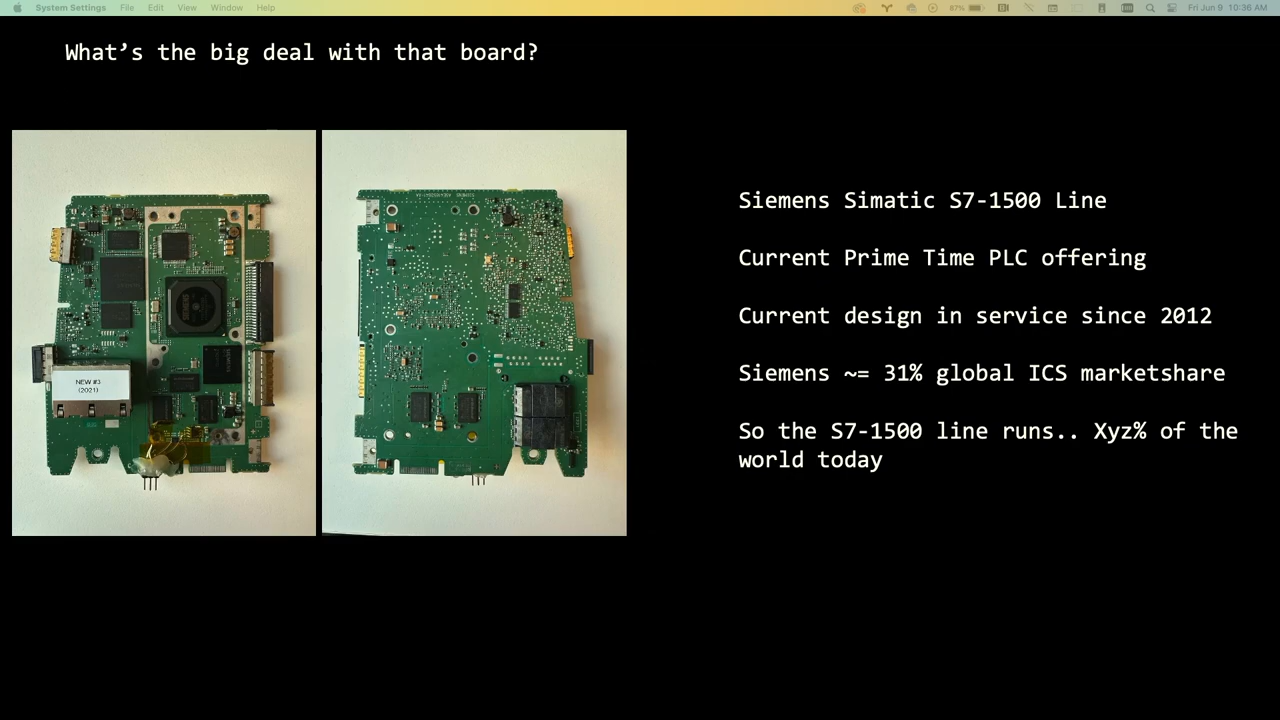 System Settings File Edit View Window Help
87%
Fri Jun 9 10:36 AM
What’s the big deal with that board?
NEW #3
(2021)
SIEMENS
Siemens Simatic S7-1500 Line
Current Prime Time PLC offering
Current design in service since 2012
Siemens ~= 31% global ICS marketshare
So the S7-1500 line runs.. Xyz% of the
world today